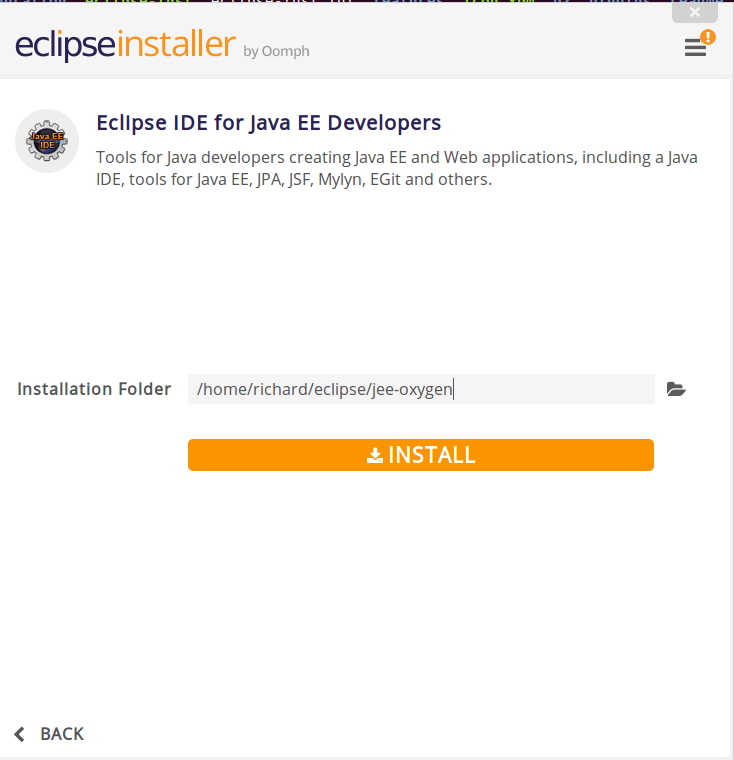 eclipseinstaller by Oomph
!
Java EE
IDE
Eclipse IDE for Java EE Developers
Tools for Java developers creating Java EE and Web applications, including a Java
IDE, tools for Java EE, JPA, JSF, Mylyn, EGit and others.
Installation Folder /home/richard/eclipse/jee-oxygen
INSTALL
BACK